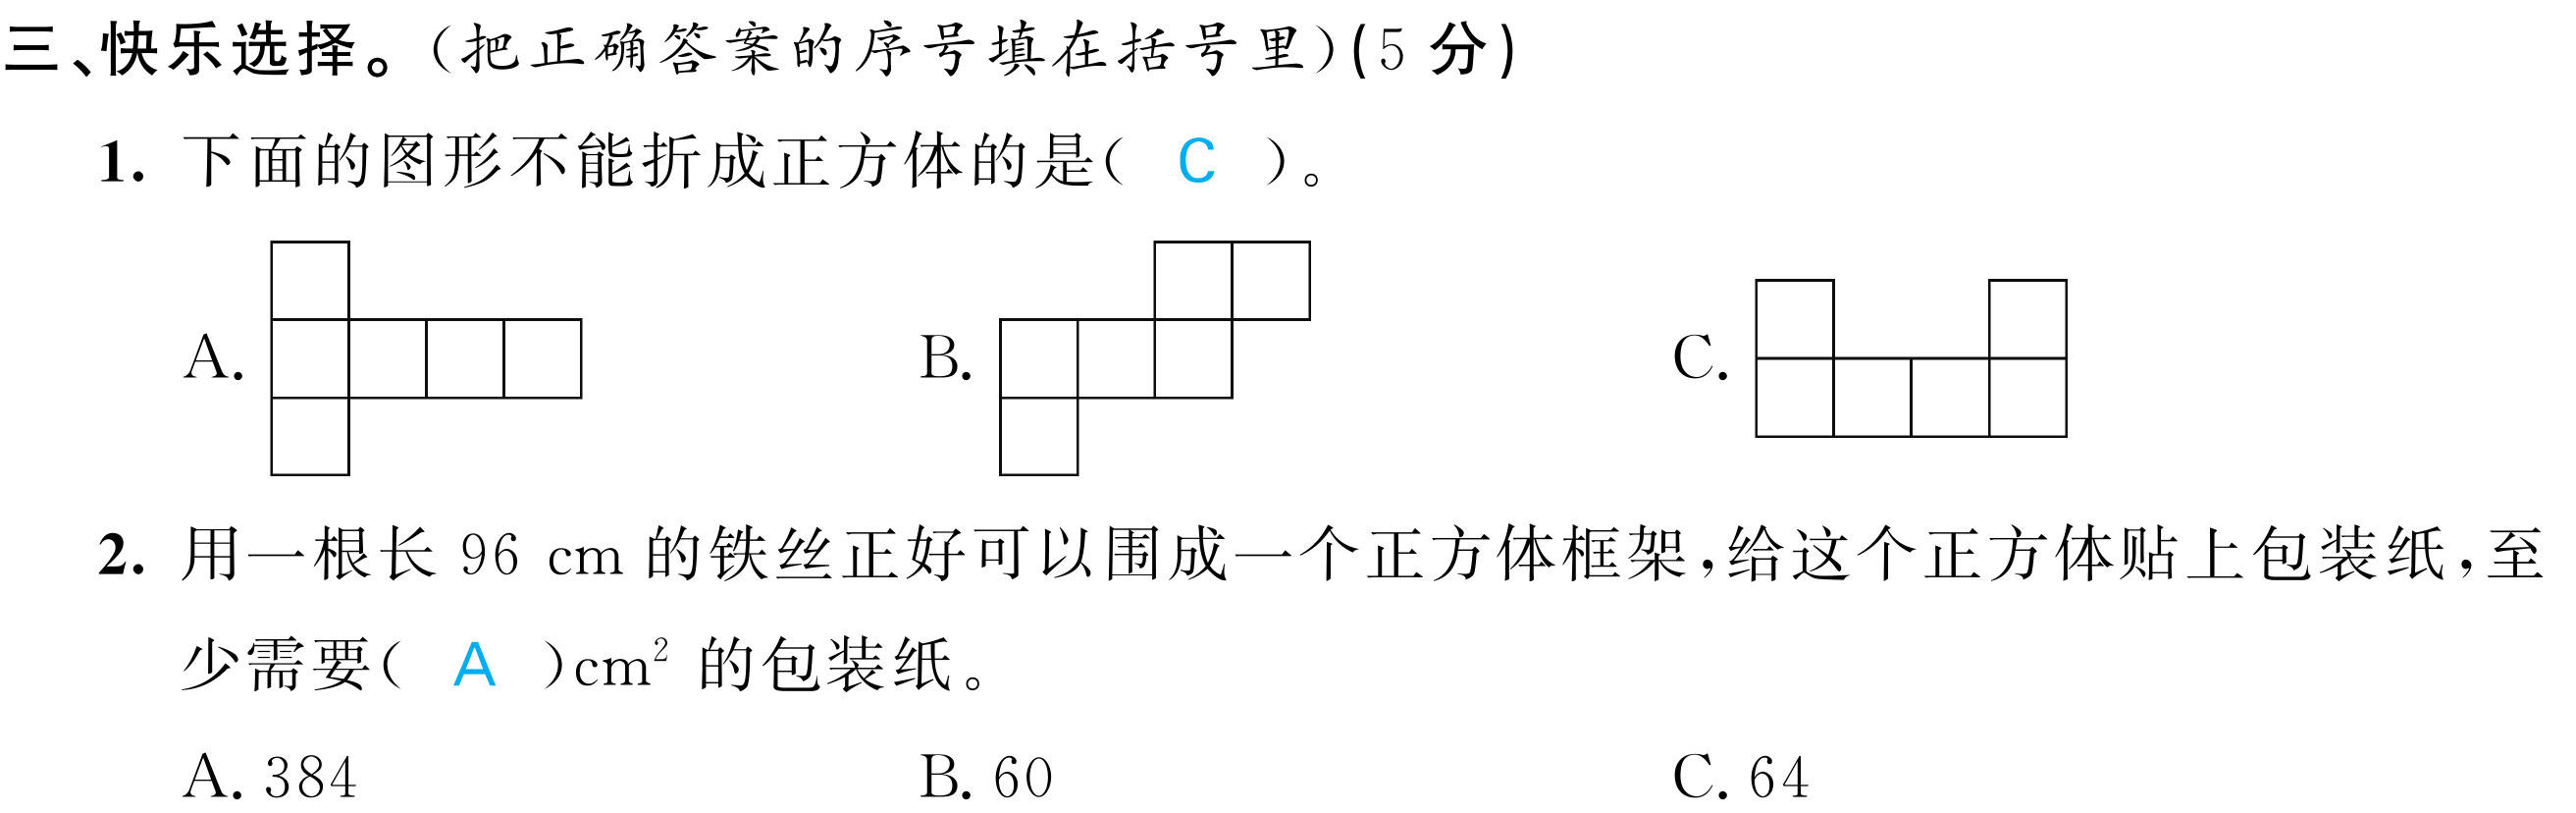 三、快乐选择。(把正确答案的序号填在括号里)(5 分)
1. 下面的图形不能折成正方体的是( C )。
A. B. C.
2. 用一根长 96 cm 的铁丝正好可以围成一个正方体框架,给这个正方体贴上包装纸,至
少需要( A )cm² 的包装纸。
A. 384 B. 60 C. 64